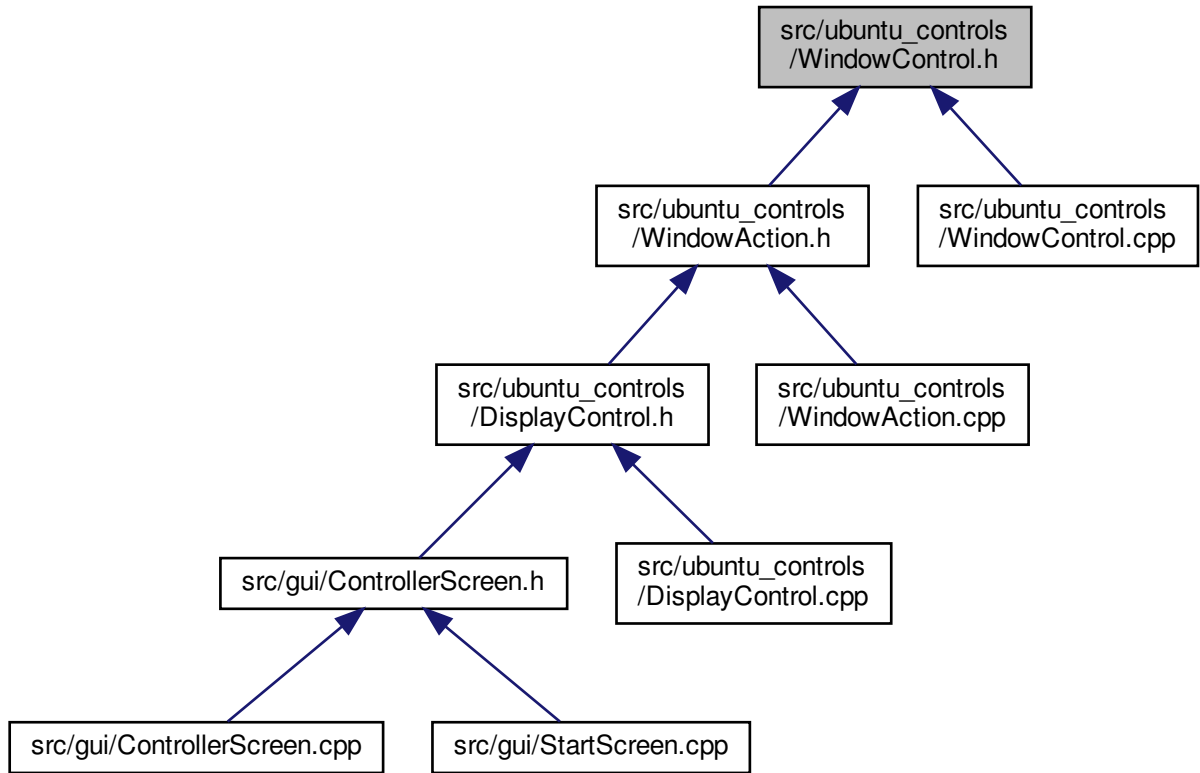 src/ubuntu_controls
/WindowControl.h
src/ubuntu_controls
/WindowAction.h
src/ubuntu_controls
/WindowControl.cpp
src/ubuntu_controls
/DisplayControl.h
src/ubuntu_controls
/WindowAction.cpp
src/gui/ControllerScreen.h
src/ubuntu_controls
/DisplayControl.cpp
src/gui/ControllerScreen.cpp
src/gui/StartScreen.cpp